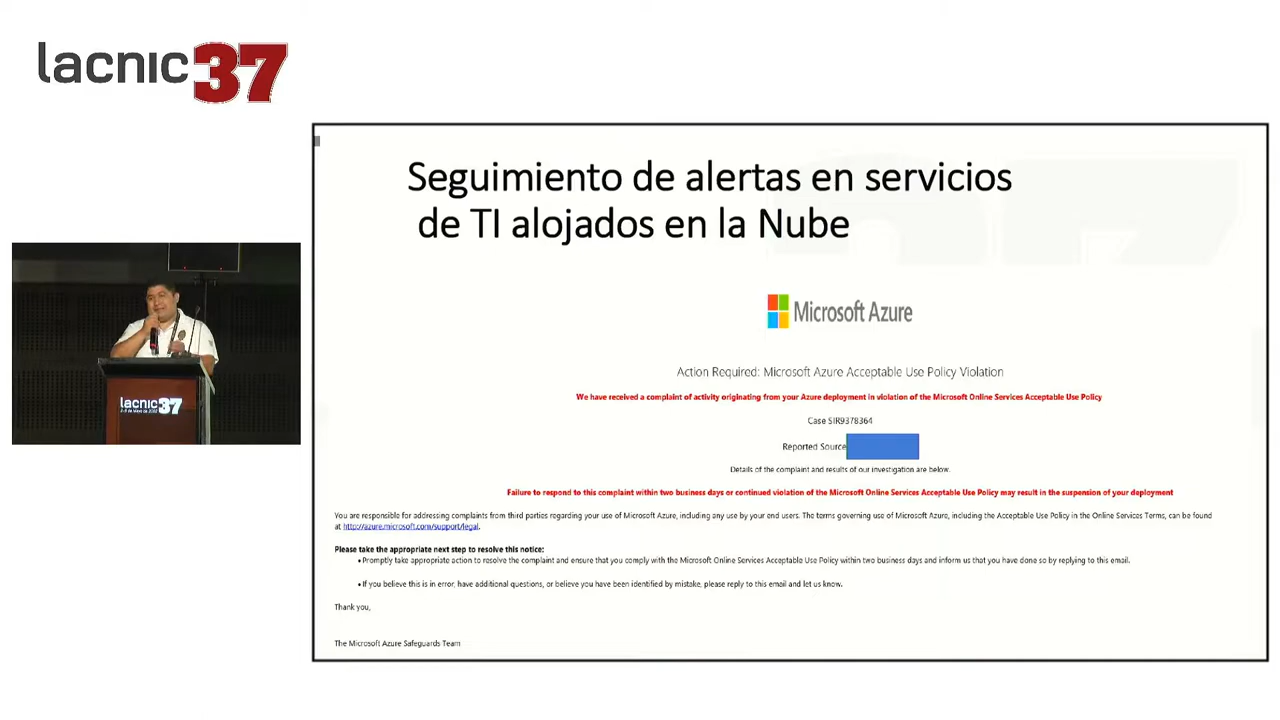 lacnic37
Seguimiento de alertas en servicios
de TI alojados en la Nube
Microsoft Azure
Action Required: Microsoft Azure Acceptable Use Policy Violation
We have received a complaint of activity originating from your Azure deployment in violation of the Microsoft Online Services Acceptable Use Policy
Case SIR9378364
Reported Source
Details of the complaint and results of our investigation are below.
Failure to respond to this complaint within two business days or continued violation of the Microsoft Online Services Acceptable Use Policy may result in the suspension of your deployment
You are responsible for addressing complaints from third parties regarding your use of Microsoft Azure, including any use by your end users. The terms governing use of Microsoft Azure, including the Acceptable Use Policy in the Online Services Terms, can be found
at http://azure.microsoft.com/support/legal.
Please take the appropriate next step to resolve this notice:
•Promptly take appropriate action to resolve the complaint and ensure that you comply with the Microsoft Online Services Acceptable Use Policy within two business days and inform us that you have done so by replying to this email.
•If you believe this is in error, have additional questions, or believe you have been identified by mistake, please reply to this email and let us know.
Thank you,
The Microsoft Azure Safeguards Team
lacnic37